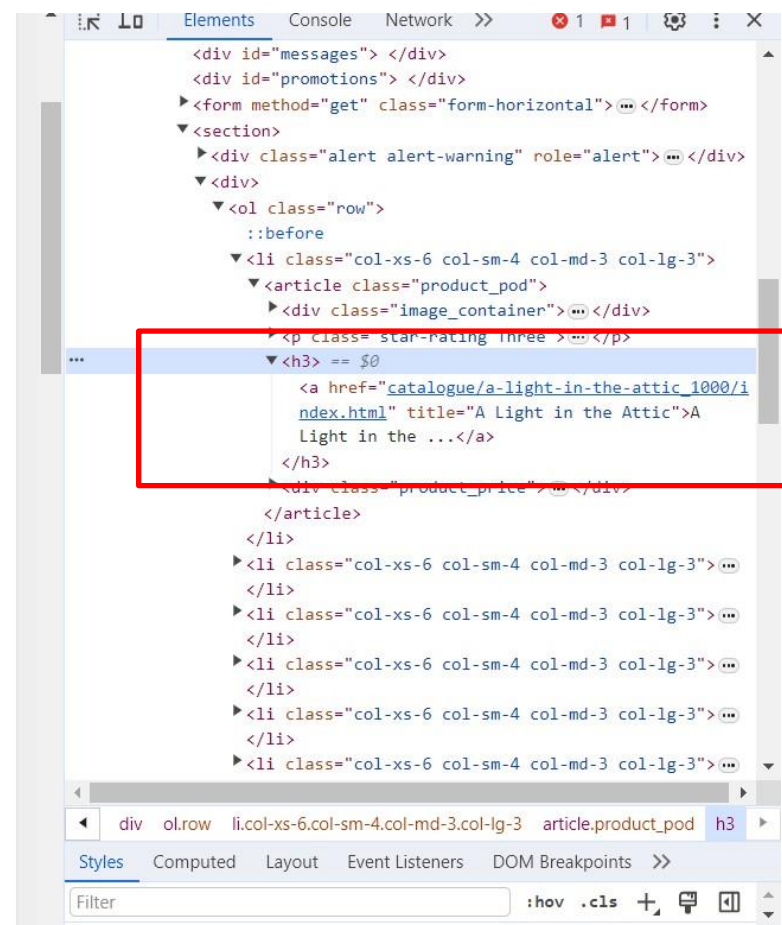 Elements Console Network >> 1 1
<div id="messages"> </div>
<div id="promotions"> </div>
<form method="get" class="form-horizontal">…</form>
<section>
<div class="alert alert-warning" role="alert">…</div>
<div>
<ol class="row">
::before
<li class="col-xs-6 col-sm-4 col-md-3 col-lg-3">
<article class="product_pod">
<div class="image_container">…</div>
<p class="star-rating Three">…</p>
<h3> == $0
<a href="catalogue/a-light-in-the-attic_1000/i
ndex.html" title="A Light in the Attic">A
Light in the ...</a>
</h3>
<div class="product_price">…</div>
</article>
</li>
<li class="col-xs-6 col-sm-4 col-md-3 col-lg-3">…
</li>
<li class="col-xs-6 col-sm-4 col-md-3 col-lg-3">…
</li>
<li class="col-xs-6 col-sm-4 col-md-3 col-lg-3">…
</li>
<li class="col-xs-6 col-sm-4 col-md-3 col-lg-3">…
</li>
<li class="col-xs-6 col-sm-4 col-md-3 col-lg-3">…
div ol.row li.col-xs-6.col-sm-4.col-md-3.col-lg-3 article.product_pod h3
Styles Computed Layout Event Listeners DOM Breakpoints >>
Filter :hov .cls +